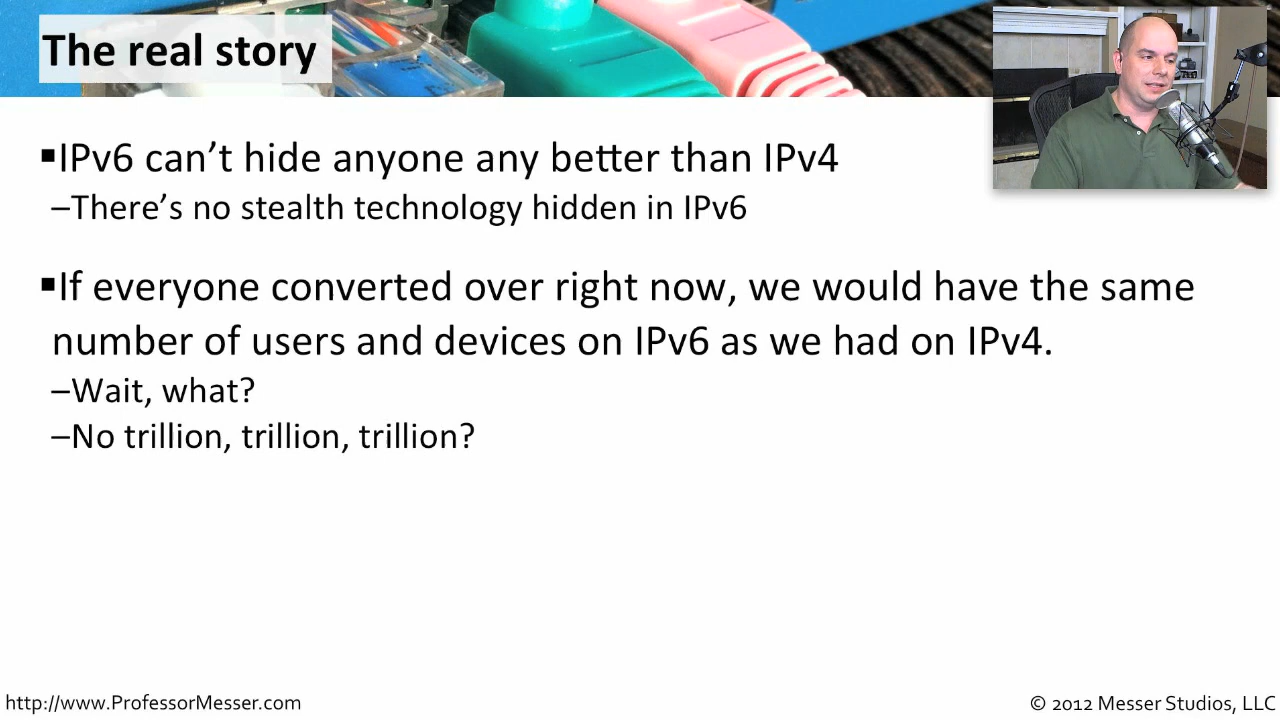 The real story
▪IPv6 can't hide anyone any better than IPv4
–There's no stealth technology hidden in IPv6
▪If everyone converted over right now, we would have the same
number of users and devices on IPv6 as we had on IPv4.
–Wait, what?
–No trillion, trillion, trillion?
http://www.ProfessorMesser.com
© 2012 Messer Studios, LLC